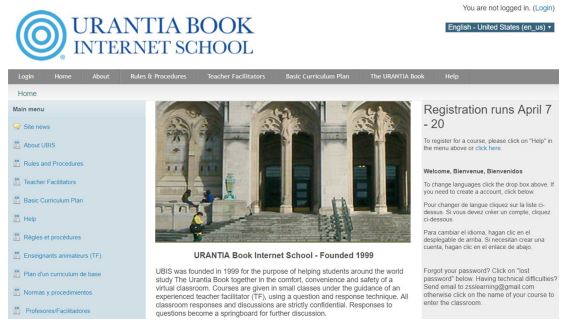 You are not logged in. (Login)
URANTIA BOOK
INTERNET SCHOOL
English - United States (en_us)
Login Home About Rules & Procedures Teacher Facilitators Basic Curriculum Plan The URANTIA Book Help
Home
Main menu
Site news
About UBIS
Rules and Procedures
Teacher Facilitators
Basic Curriculum Plan
Help
Règles et procédures
Enseignants animateurs (TF)
Plan d'un curriculum de base
Normas y procedimientos
Profesores/Facilitadores
URANTIA Book Internet School - Founded 1999
UBIS was founded in 1999 for the purpose of helping students around the world
study The Urantia Book together in the comfort, convenience and safety of a
virtual classroom. Courses are given in small classes under the guidance of an
experienced teacher facilitator (TF), using a question and response technique. All
classroom responses and discussions are strictly confidential. Responses to
questions become a springboard for further discussion.
Registration runs April 7
- 20
To register for a course, please click on "Help" in
the menu above or click here.
Welcome, Bienvenue, Bienvenidos
To change languages click the drop box above. If
you need to create a account, click below.
Pour changer de langue cliquez sur la liste ci-
dessus. Si vous devez créer un compte, cliquez
ci-dessous.
Para cambiar el idioma, hagan clic en el
desplegable de arriba. Si necesitan crear una
cuenta, hagan clic en el enlace de abajo.
Forgot your password? Click on "lost
password" below. Having technical difficulties?
Send email to zsslearning@gmail.com
otherwise click on the name of your course to
enter the classroom.